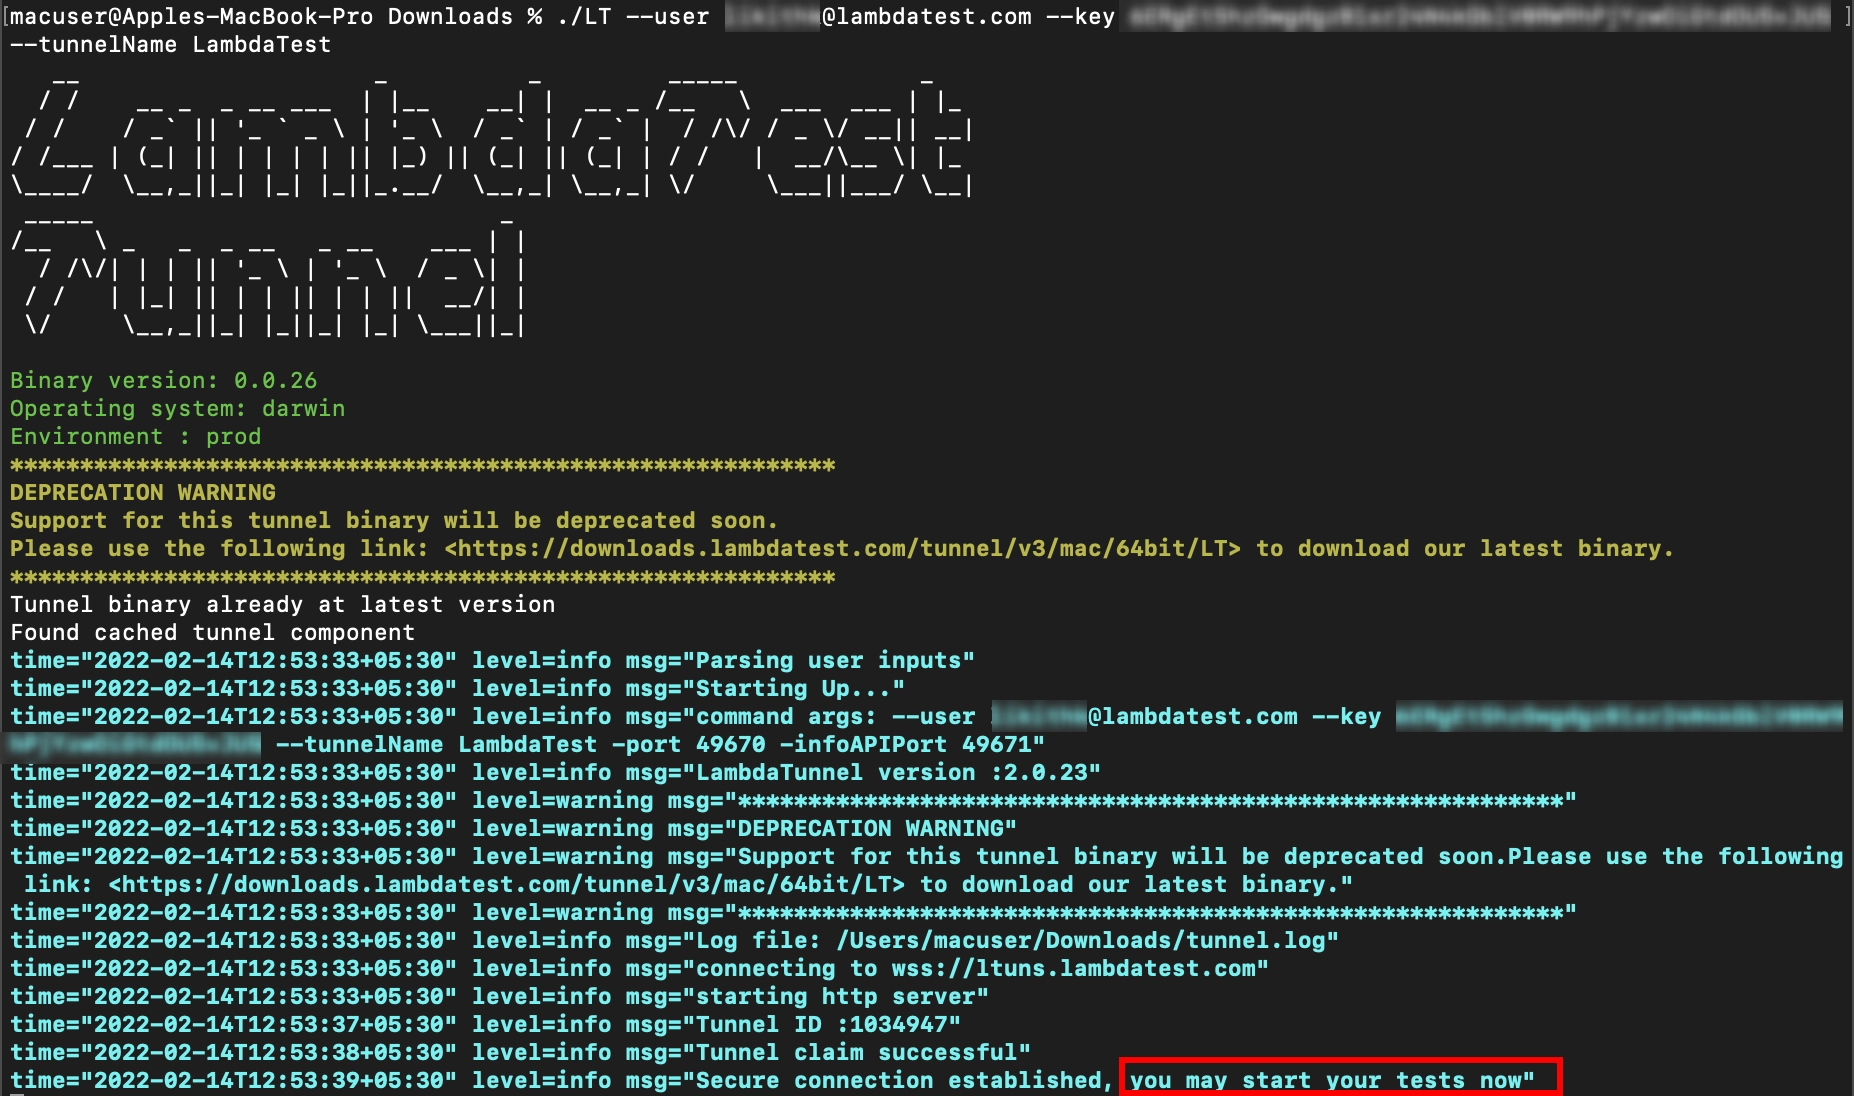 macuser@Apples-MacBook-Pro Downloads % ./LT --user @lambdatest.com --key
--tunnelName LambdaTest
LambdaTest
Tunnel
Binary version: 0.0.26
Operating system: darwin
Environment : prod
***********************************************************
DEPRECATION WARNING
Support for this tunnel binary will be deprecated soon.
Please use the following link: <https://downloads.lambdatest.com/tunnel/v3/mac/64bit/LT> to download our latest binary.
***********************************************************
Tunnel binary already at latest version
Found cached tunnel component
time="2022-02-14T12:53:33+05:30" level=info msg="Parsing user inputs"
time="2022-02-14T12:53:33+05:30" level=info msg="Starting Up..."
time="2022-02-14T12:53:33+05:30" level=info msg="command args: --user @lambdatest.com --key
--tunnelName LambdaTest -port 49670 -infoAPIPort 49671"
time="2022-02-14T12:53:33+05:30" level=info msg="LambdaTunnel version :2.0.23"
time="2022-02-14T12:53:33+05:30" level=warning msg="***********************************************************"
time="2022-02-14T12:53:33+05:30" level=warning msg="DEPRECATION WARNING"
time="2022-02-14T12:53:33+05:30" level=warning msg="Support for this tunnel binary will be deprecated soon.Please use the following
link: <https://downloads.lambdatest.com/tunnel/v3/mac/64bit/LT> to download our latest binary."
time="2022-02-14T12:53:33+05:30" level=warning msg="***********************************************************"
time="2022-02-14T12:53:33+05:30" level=info msg="Log file: /Users/macuser/Downloads/tunnel.log"
time="2022-02-14T12:53:33+05:30" level=info msg="connecting to wss://ltuns.lambdatest.com"
time="2022-02-14T12:53:33+05:30" level=info msg="starting http server"
time="2022-02-14T12:53:37+05:30" level=info msg="Tunnel ID :1034947"
time="2022-02-14T12:53:38+05:30" level=info msg="Tunnel claim successful"
time="2022-02-14T12:53:39+05:30" level=info msg="Secure connection established, you may start your tests now"